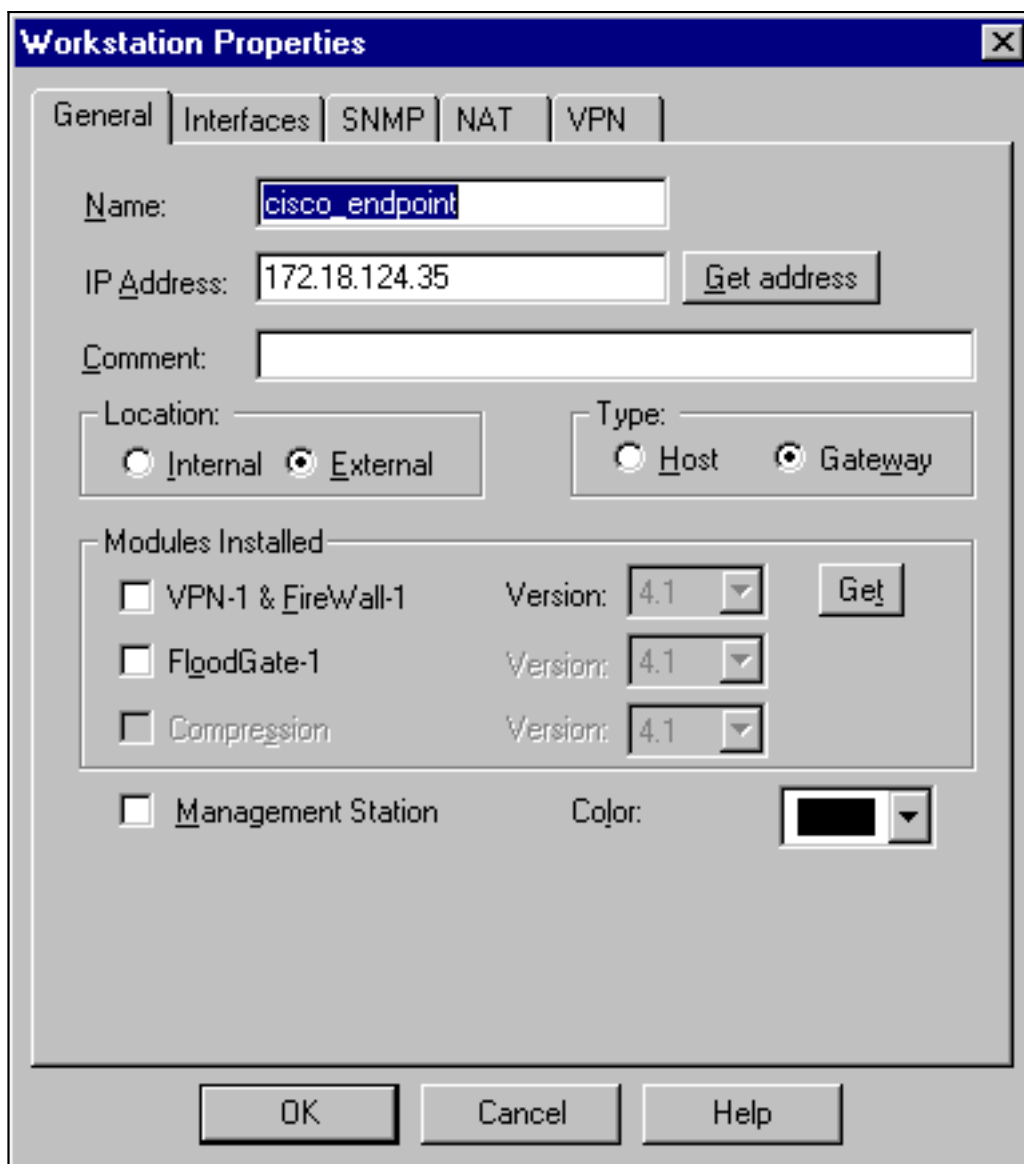 Workstation Properties
General Interfaces SNMP NAT VPN
Name: cisco_endpoint
IP Address: 172.18.124.35 Get address
Comment:
Location: Type:
Internal External Host Gateway
Modules Installed
VPN-1 & FireWall-1 Version: 4.1 Get
FloodGate-1 Version: 4.1
Compression Version: 4.1
Management Station Color:
OK Cancel Help